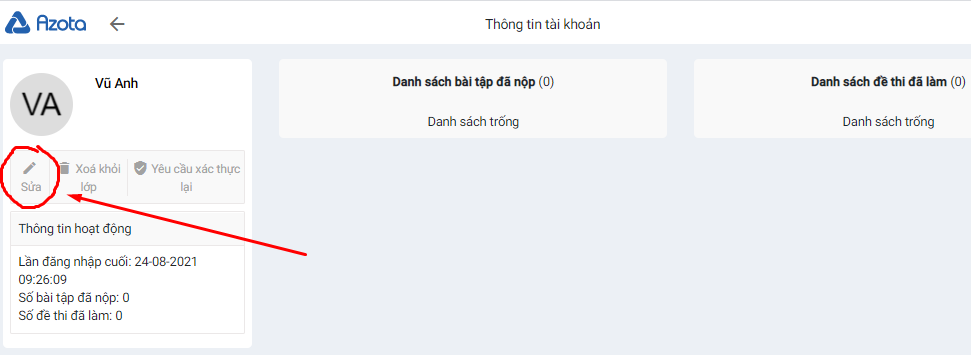 Azota
Thông tin tài khoản
VA
Vũ Anh
Sửa
Xoá khỏi
lớp
Yêu cầu xác thực
lại
Thông tin hoạt động
Lần đăng nhập cuối: 24-08-2021
09:26:09
Số bài tập đã nộp: 0
Số đề thi đã làm: 0
Danh sách bài tập đã nộp (0)
Danh sách trống
Danh sách đề thi đã làm (0)
Danh sách trống